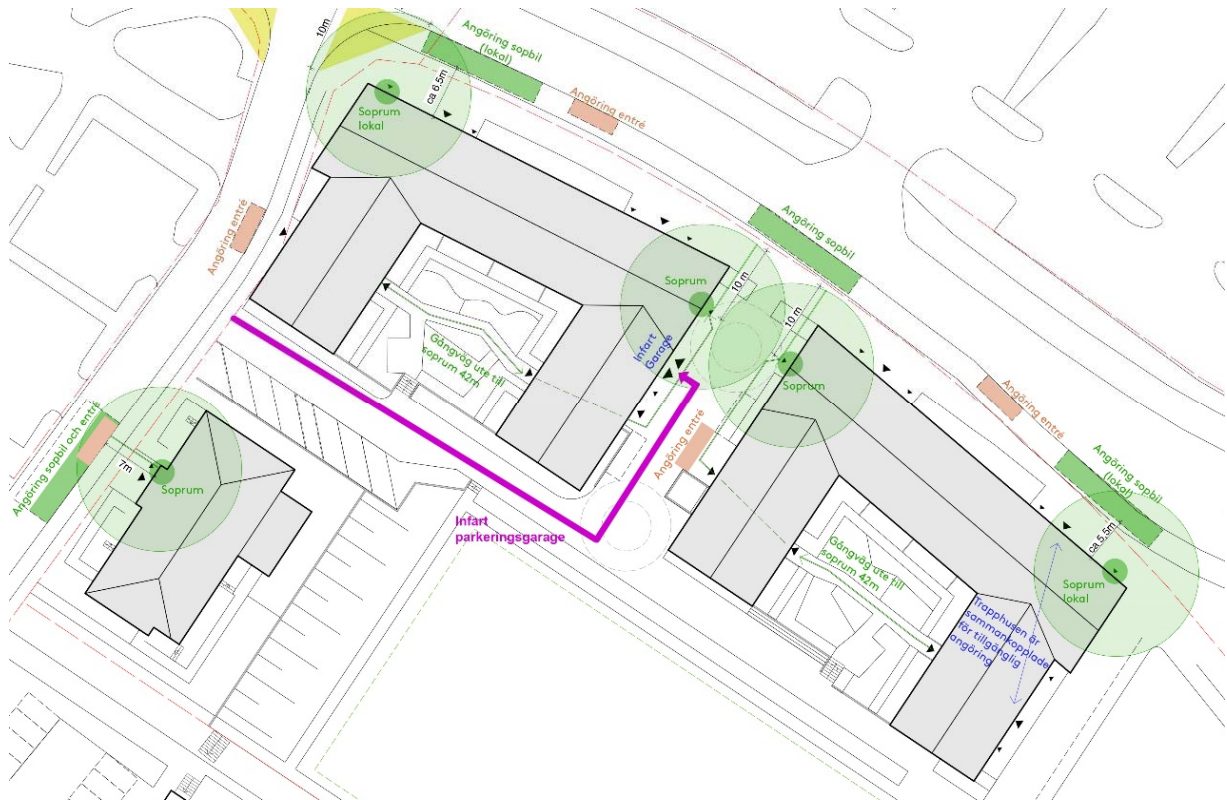 10m
Angöring sopbil
(lokal)
ca 6,5m
Soprum
lokal
Angöring entré
Angöring entré
Angöring sopbil
Soprum
10 m
10 m
Infart
Garage
Gångväg ute till
soprum 42m
Soprum
Angöring entré
Angöring sopbil
(lokal)
Angöring entré
Angöring sopbil och entré
7m
Soprum
Infart
parkeringsgarage
Gångväg ute till
soprum 42m
ca 5,5m
Soprum
lokal
Trapphusen är
sammankopplade
för tillgänglig
angöring